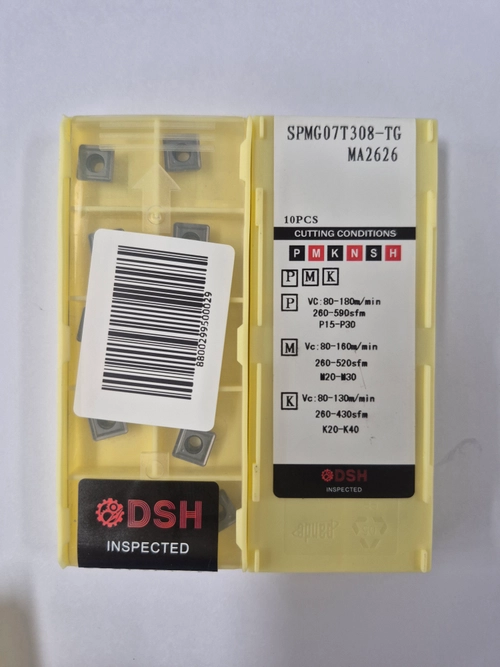 SPMG07T308-TG
MA2626
10PCS
CUTTING CONDITIONS
P M K N S H
P M K
P VC:80-180m/min
260-590sfm
P15-P30
M Vc:80-160m/min
260-520sfm
M20-M30
K Vc:80-130m/min
260-430sfm
K20-K40
DSH
INSPECTED
8800299500029
DSH
INSPECTED